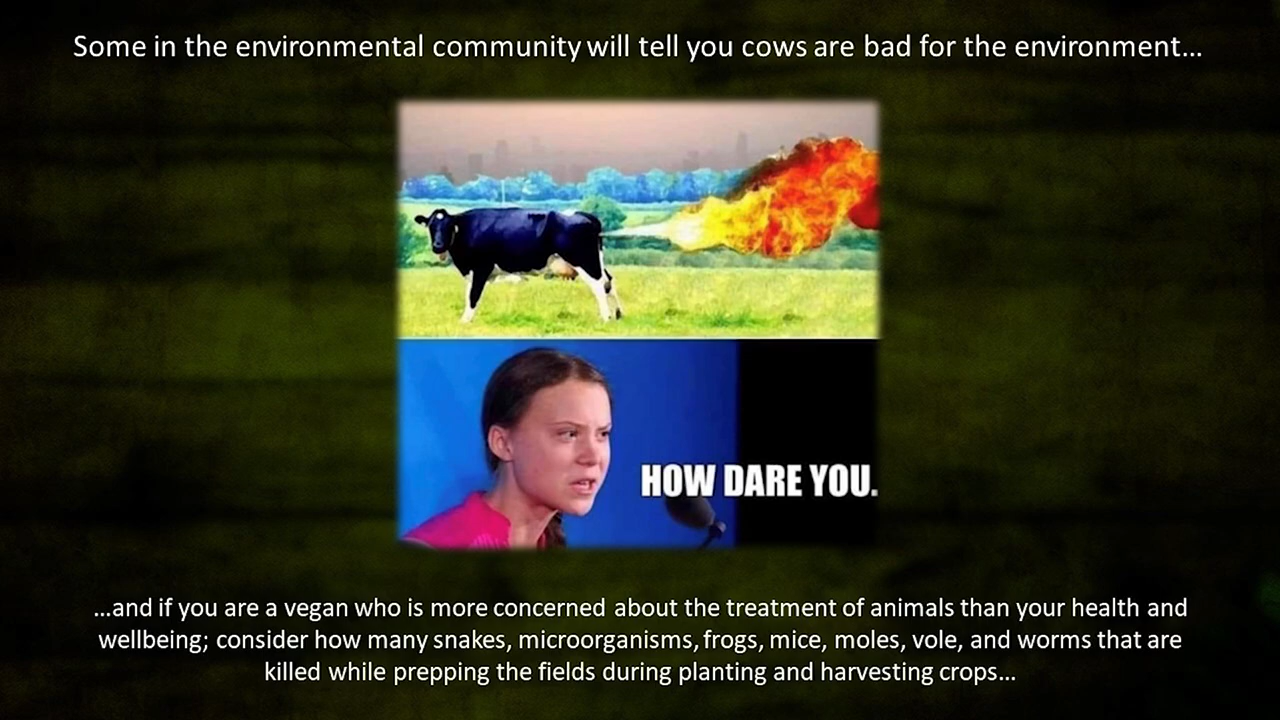 Some in the environmental community will tell you cows are bad for the environment...
HOW DARE YOU.
...and if you are a vegan who is more concerned about the treatment of animals than your health and
wellbeing; consider how many snakes, microorganisms, frogs, mice, moles, vole, and worms that are
killed while prepping the fields during planting and harvesting crops...